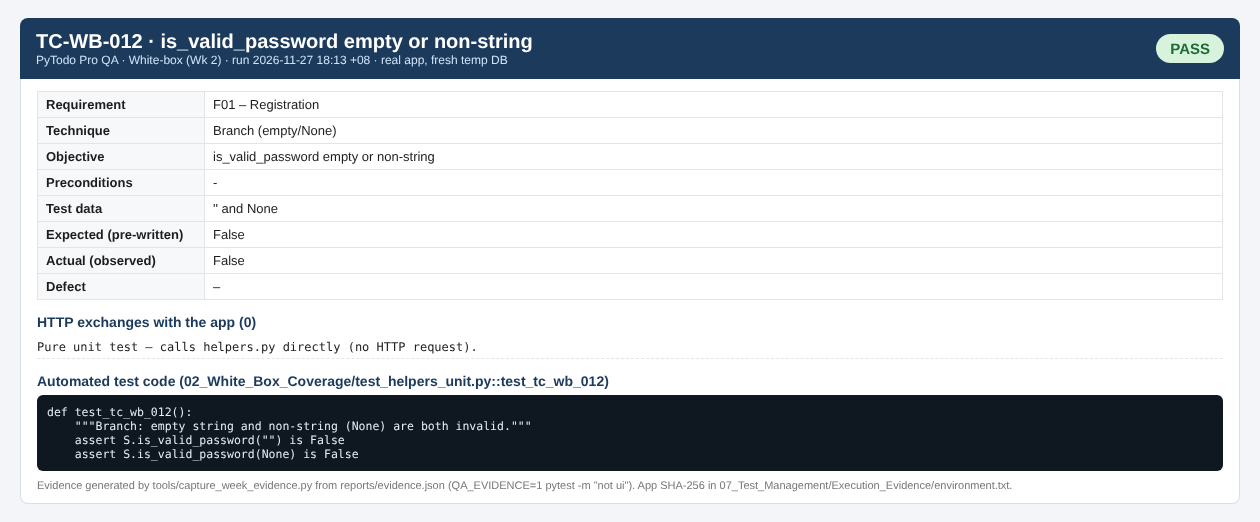 TC-WB-012 · is_valid_password empty or non-string
PyTodo Pro QA · White-box (Wk 2) · run 2026-11-27 18:13 +08 · real app, fresh temp DB
PASS
Requirement F01 – Registration
Technique Branch (empty/None)
Objective is_valid_password empty or non-string
Preconditions -
Test data '' and None
Expected (pre-written) False
Actual (observed) False
Defect –
HTTP exchanges with the app (0)
Pure unit test — calls helpers.py directly (no HTTP request).
Automated test code (02_White_Box_Coverage/test_helpers_unit.py::test_tc_wb_012)
def test_tc_wb_012():
    """Branch: empty string and non-string (None) are both invalid."""
    assert S.is_valid_password("") is False
    assert S.is_valid_password(None) is False
Evidence generated by tools/capture_week_evidence.py from reports/evidence.json (QA_EVIDENCE=1 pytest -m "not ui"). App SHA-256 in 07_Test_Management/Execution_Evidence/environment.txt.